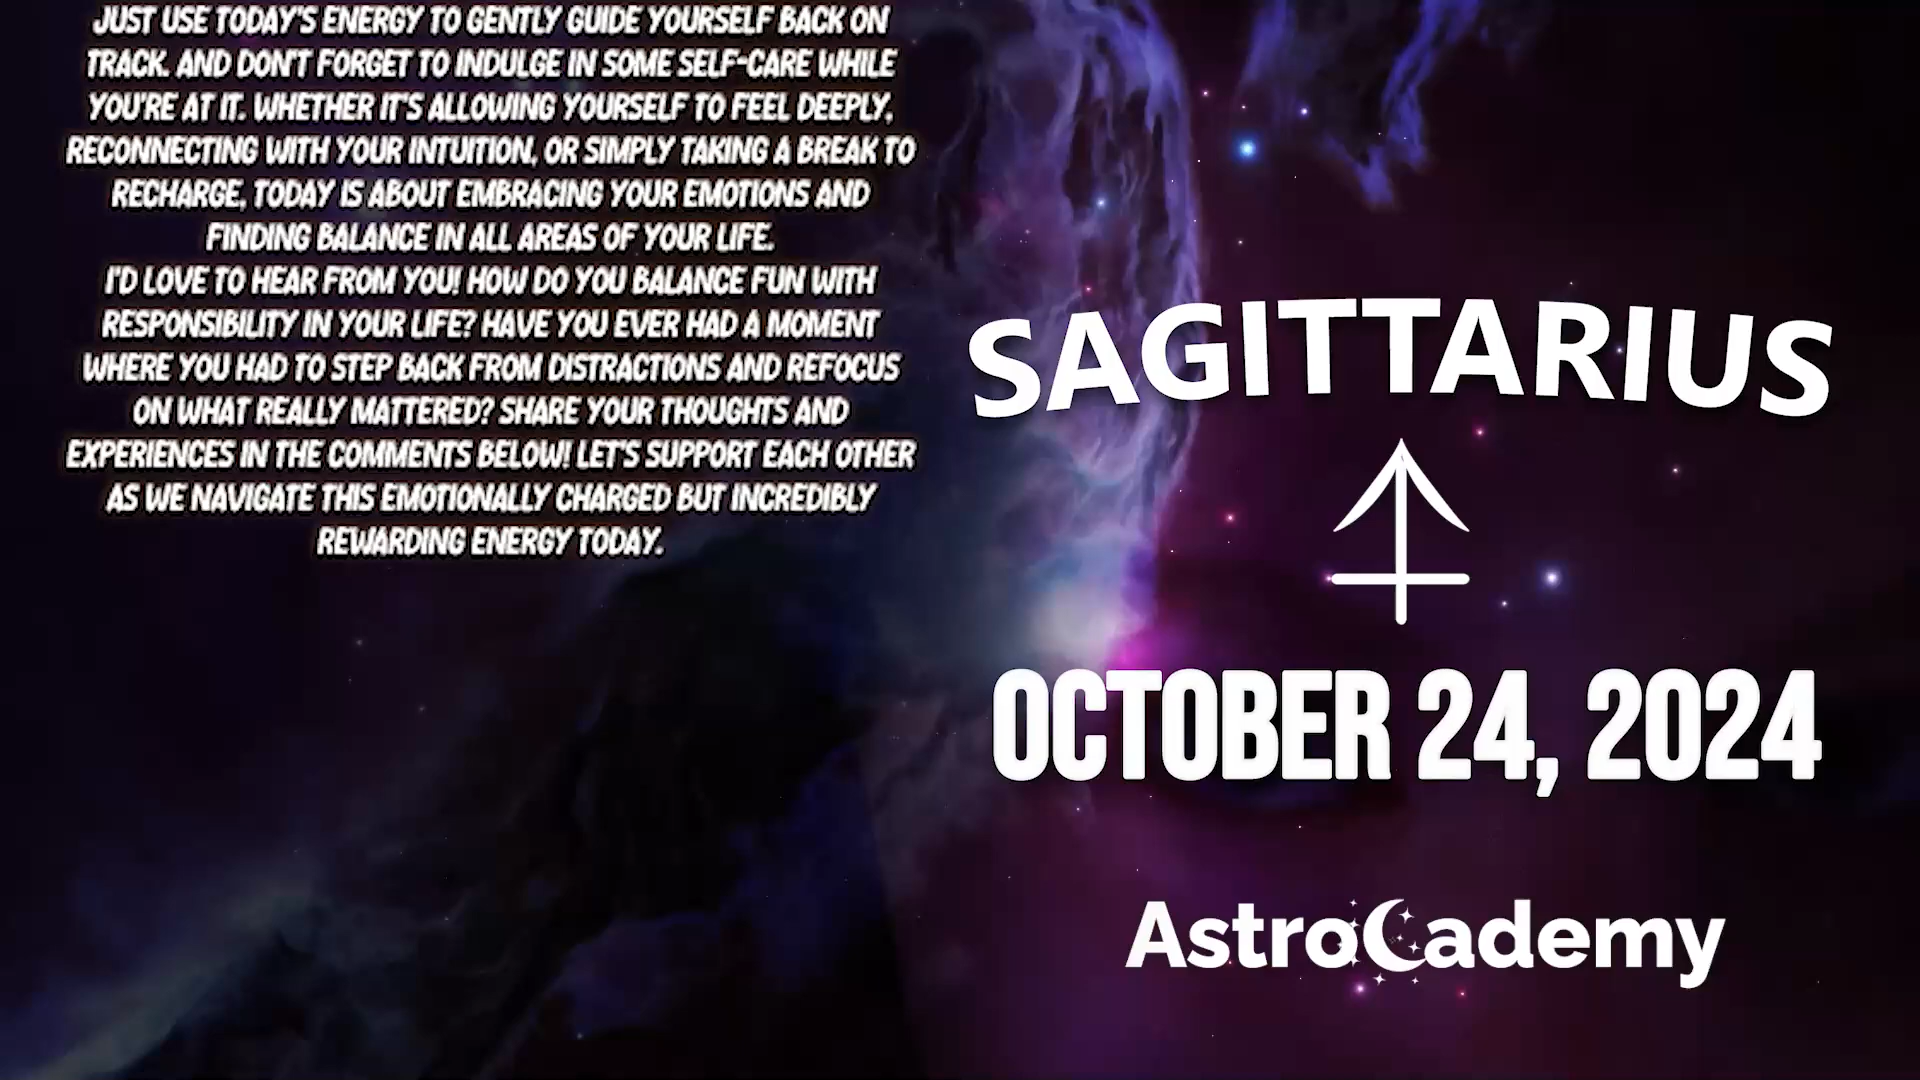 JUST USE TODAY'S ENERGY TO GENTLY GUIDE YOURSELF BACK ON
TRACK. AND DON'T FORGET TO INDULGE IN SOME SELF-CARE WHILE
YOU'RE AT IT. WHETHER IT'S ALLOWING YOURSELF TO FEEL DEEPLY,
RECONNECTING WITH YOUR INTUITION, OR SIMPLY TAKING A BREAK TO
RECHARGE, TODAY IS ABOUT EMBRACING YOUR EMOTIONS AND
FINDING BALANCE IN ALL AREAS OF YOUR LIFE.
I'D LOVE TO HEAR FROM YOU! HOW DO YOU BALANCE FUN WITH
RESPONSIBILITY IN YOUR LIFE? HAVE YOU EVER HAD A MOMENT
WHERE YOU HAD TO STEP BACK FROM DISTRACTIONS AND REFOCUS
ON WHAT REALLY MATTERED? SHARE YOUR THOUGHTS AND
EXPERIENCES IN THE COMMENTS BELOW! LET'S SUPPORT EACH OTHER
AS WE NAVIGATE THIS EMOTIONALLY CHARGED BUT INCREDIBLY
REWARDING ENERGY TODAY.
SAGITTARIUS
OCTOBER 24, 2024
AstroCademy